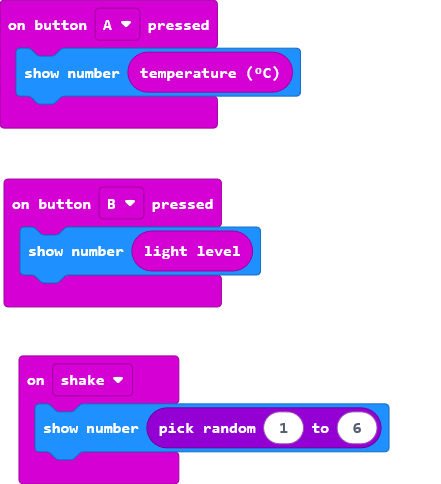 on button A pressed
show number temperature (ºC)
on button B pressed
show number light level
on shake
show number pick random 1 to 6